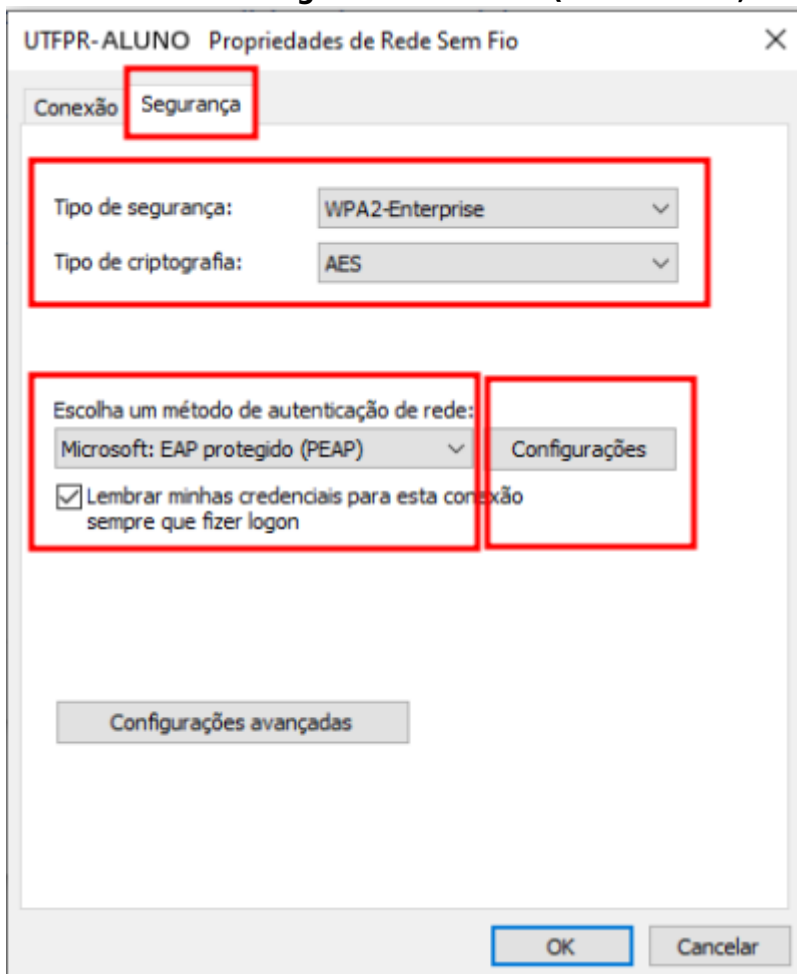 UTFPR-ALUNO Propriedades de Rede Sem Fio
Conexão Segurança
Tipo de segurança: WPA2-Enterprise
Tipo de criptografia: AES
Escolha um método de autenticação de rede:
Microsoft: EAP protegido (PEAP) Configurações
Lembrar minhas credenciais para esta conexão
sempre que fizer logon
Configurações avançadas
OK Cancelar